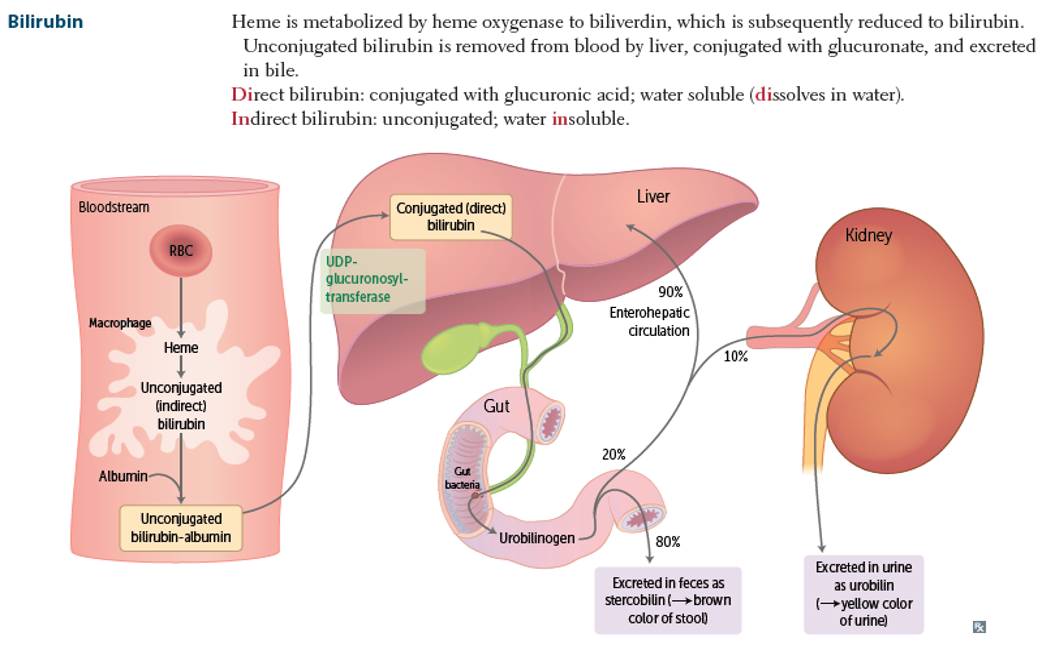 Bilirubin
Heme is metabolized by heme oxygenase to biliverdin, which is subsequently reduced to bilirubin.
Unconjugated bilirubin is removed from blood by liver, conjugated with glucuronate, and excreted
in bile.
Direct bilirubin: conjugated with glucuronic acid; water soluble (dissolves in water).
Indirect bilirubin: unconjugated; water insoluble.
Bloodstream
RBC
Macrophage
Heme
Unconjugated
(indirect)
bilirubin
Albumin
Unconjugated
bilirubin-albumin
UDP-
glucuronosyl-
transferase
Conjugated (direct)
bilirubin
Liver
90%
Enterohepatic
circulation
10%
Kidney
Gut
Gut
bacteria
Urobilinogen
20%
80%
Excreted in feces as
stercobilin (→brown
color of stool)
Excreted in urine
as urobilin
(→yellow color
of urine)
℞